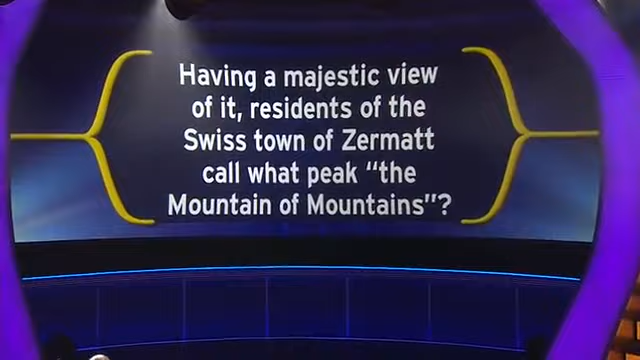 Having a majestic view
of it, residents of the
Swiss town of Zermatt
call what peak “the
Mountain of Mountains”?